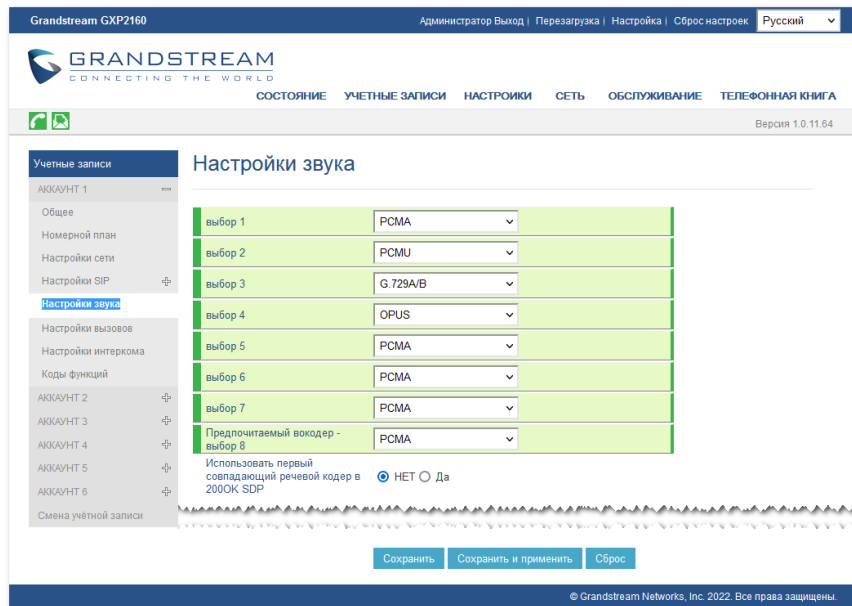 Grandstream GXP2160
Администратор Выход | Перезагрузка | Настройка | Сброс настроек Русский
GRANDSTREAM
CONNECTING THE WORLD
СОСТОЯНИЕ УЧЕТНЫЕ ЗАПИСИ НАСТРОЙКИ СЕТЬ ОБСЛУЖИВАНИЕ ТЕЛЕФОННАЯ КНИГА
Версия 1.0.11.64
Учетные записи
АККАУНТ 1
Общее
Номерной план
Настройки сети
Настройки SIP
Настройки звука
Настройки вызовов
Настройки интеркома
Коды функций
АККАУНТ 2
АККАУНТ 3
АККАУНТ 4
АККАУНТ 5
АККАУНТ 6
Смена учётной записи
Настройки звука
выбор 1 PCMA
выбор 2 PCMU
выбор 3 G.729A/B
выбор 4 OPUS
выбор 5 PCMA
выбор 6 PCMA
выбор 7 PCMA
Предпочитаемый вокодер -
выбор 8 PCMA
Использовать первый
совпадающий речевой кодер в
200OK SDP НЕТ Да
Сохранить Сохранить и применить Сброс
© Grandstream Networks, Inc. 2022. Все права защищены.